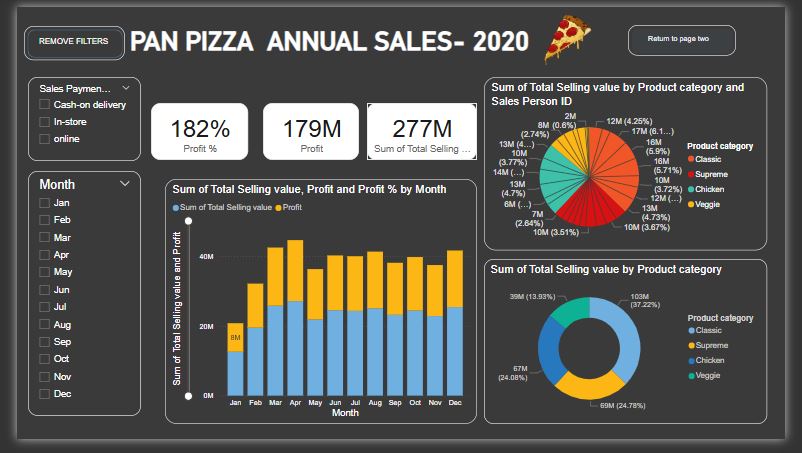 REMOVE FILTERS
PAN PIZZA ANNUAL SALES- 2020
Return to page two
Sales Paymen...
Cash-on delivery
In-store
online
182%
Profit %
179M
Profit
277M
Sum of Total Selling ...
Month
Jan
Feb
Mar
Apr
May
Jun
Jul
Aug
Sep
Oct
Nov
Dec
Sum of Total Selling value, Profit and Profit % by Month
Sum of Total Selling value
Profit
Sum of Total Selling value and Profit
40M
20M
0M
8M
Jan Feb Mar Apr May Jun Jul Aug Sep Oct Nov Dec
Month
Sum of Total Selling value by Product category and
Sales Person ID
2M
(0.6%)
8M
(2.74%)
13M (4...)
10M
(3.77%)
14M (...)
13M
(4.7%)
6M (...)
7M
(2.64%)
10M (3.51%)
12M (4.25%)
17M (6.1...)
16M
(5.9%)
16M
(5.71%)
10M
(3.72%)
12M (...)
13M
(4.73%)
10M (3.67%)
Product category
Classic
Supreme
Chicken
Veggie
Sum of Total Selling value by Product category
39M (13.93%)
103M
(37.22%)
67M
(24.08%)
69M (24.78%)
Product category
Classic
Supreme
Chicken
Veggie